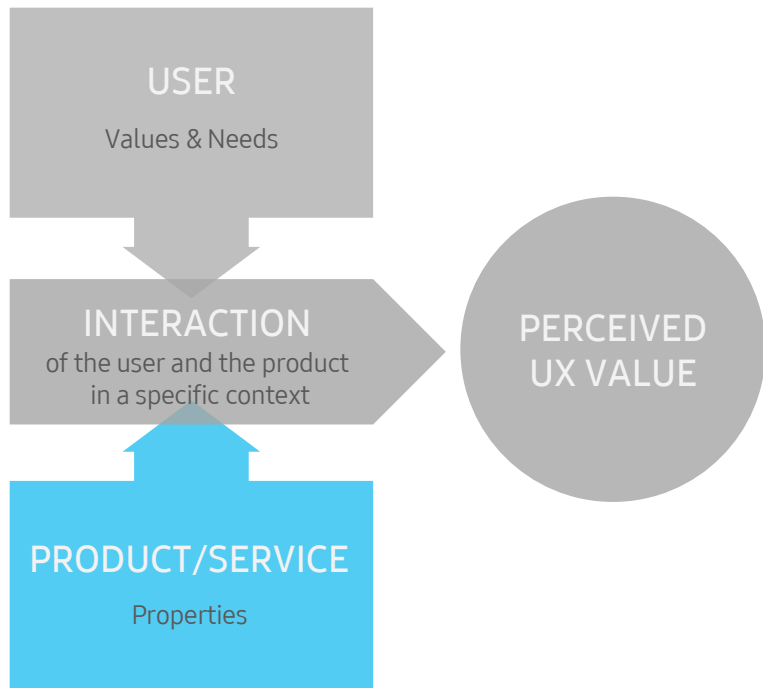 USER
Values & Needs
INTERACTION
of the user and the product
in a specific context
PERCEIVED
UX VALUE
PRODUCT/SERVICE
Properties